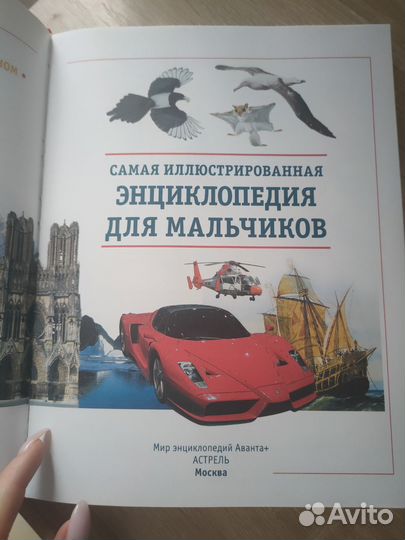 САМАЯ ИЛЛЮСТРИРОВАННАЯ
ЭНЦИКЛОПЕДИЯ
ДЛЯ МАЛЬЧИКОВ
Мир энциклопедий Аванта+
АСТРЕЛЬ
Москва
Avito